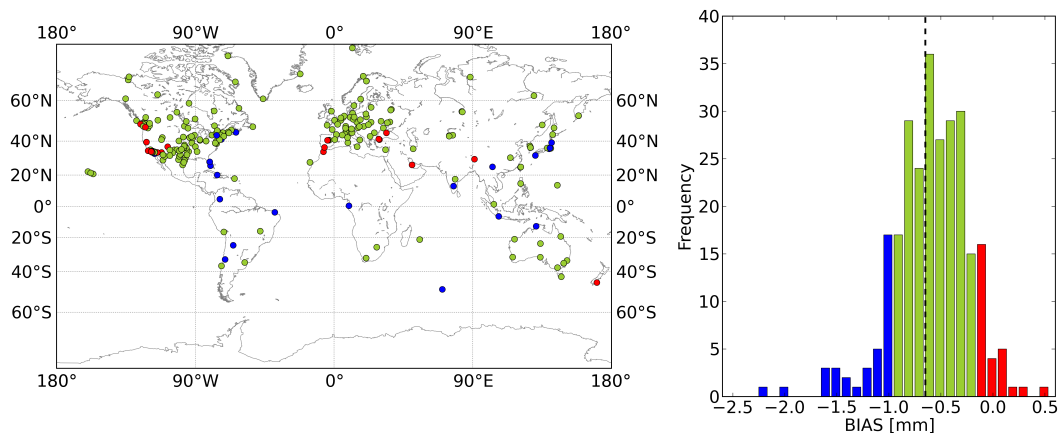 180° 90°W 0° 90°E 180°
60°N 60°N
40°N 40°N
20°N 20°N
0° 0°
20°S 20°S
40°S 40°S
60°S 60°S
180° 90°W 0° 90°E 180°
40
35
30
25
20
15
10
5
0
Frequency
−2.5 −2.0 −1.5 −1.0 −0.5 0.0 0.5
BIAS [mm]